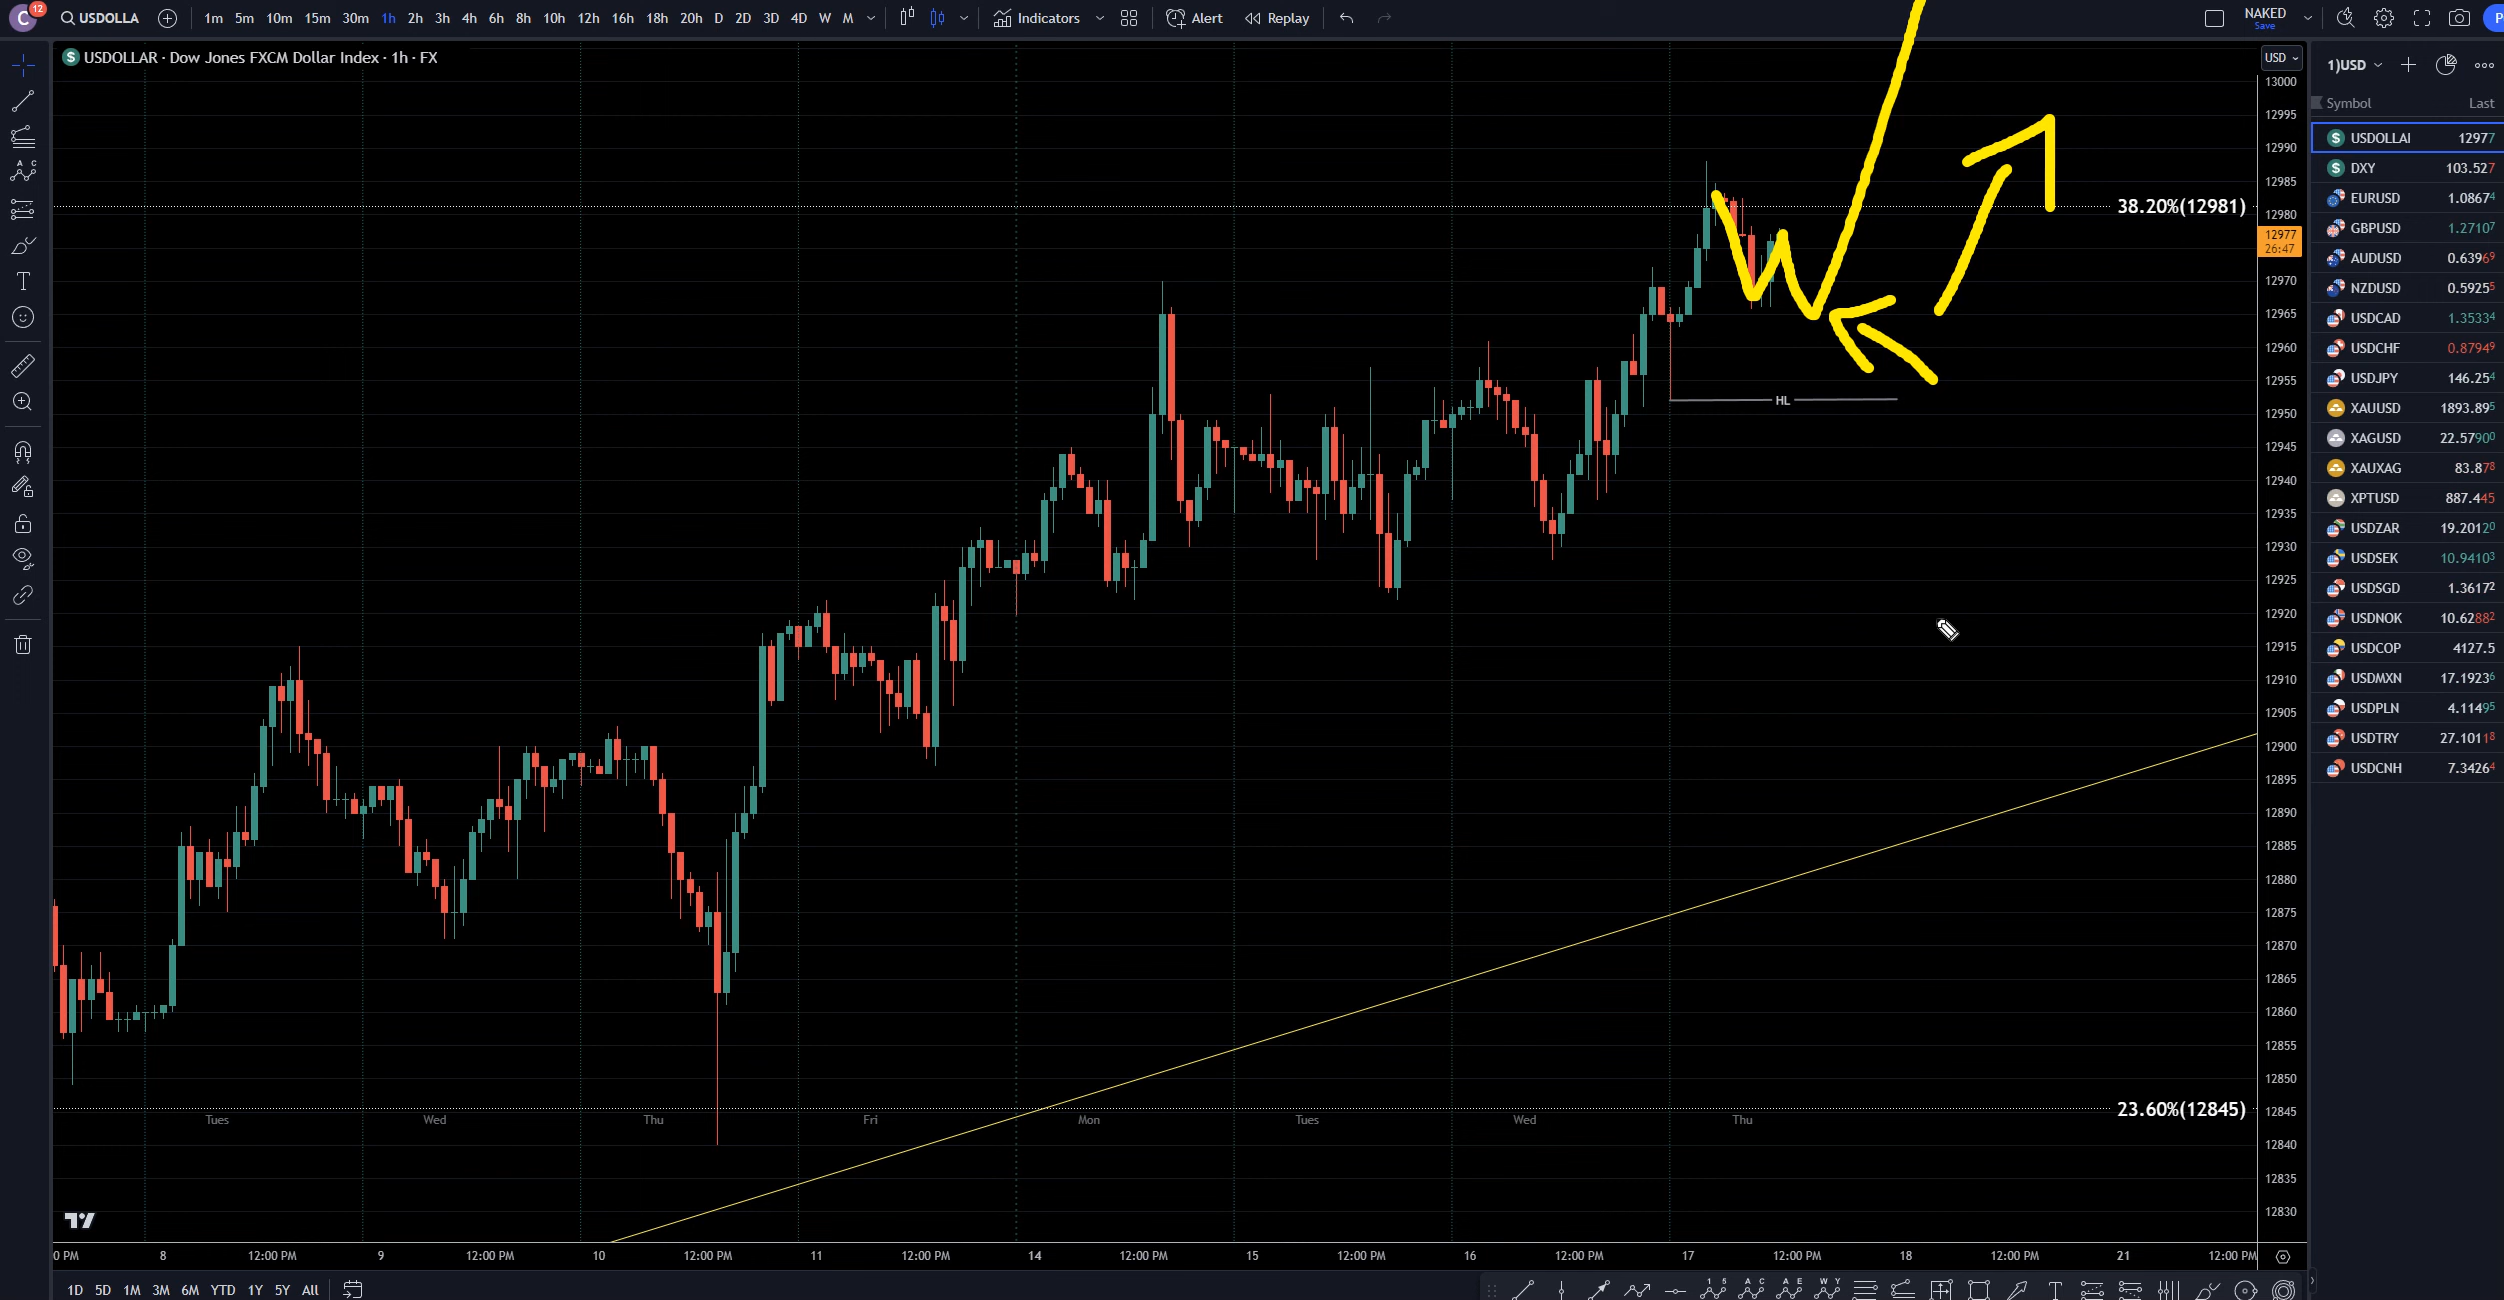 C 12 USDOLLA 1m 5m 10m 15m 30m 1h 2h 3h 4h 6h 8h 10h 12h 16h 18h 20h D 2D 3D 4D W M Indicators Alert Replay NAKED Save P
USDOLLAR · Dow Jones FXCM Dollar Index · 1h · FX
USD
1)USD
Symbol Last
USDOLLAI 12977
DXY 103.527
EURUSD 1.08674
GBPUSD 1.27107
AUDUSD 0.63969
NZDUSD 0.59255
USDCAD 1.35334
USDCHF 0.87949
USDJPY 146.254
XAUUSD 1893.895
XAGUSD 22.57900
XAUXAG 83.878
XPTUSD 887.445
USDZAR 19.20120
USDSEK 10.94103
USDSGD 1.36172
USDNOK 10.62882
USDCOP 4127.5
USDMXN 17.19236
USDPLN 4.11495
USDTRY 27.10118
USDCNH 7.34264
13000
12995
12990
12985
38.20%(12981)
12980
12977
26:47
12970
12965
12960
12955
HL
12950
12945
12940
12935
12930
12925
12920
12915
12910
12905
12900
12895
12890
12885
12880
12875
12870
12865
12860
12855
12850
23.60%(12845)
12845
12840
12835
12830
Tues Wed Thu Fri Mon Tues Wed Thu
0 PM 8 12:00 PM 9 12:00 PM 10 12:00 PM 11 12:00 PM 14 12:00 PM 15 12:00 PM 16 12:00 PM 17 12:00 PM 18 12:00 PM 21 12:00 PM
1D 5D 1M 3M 6M YTD 1Y 5Y All